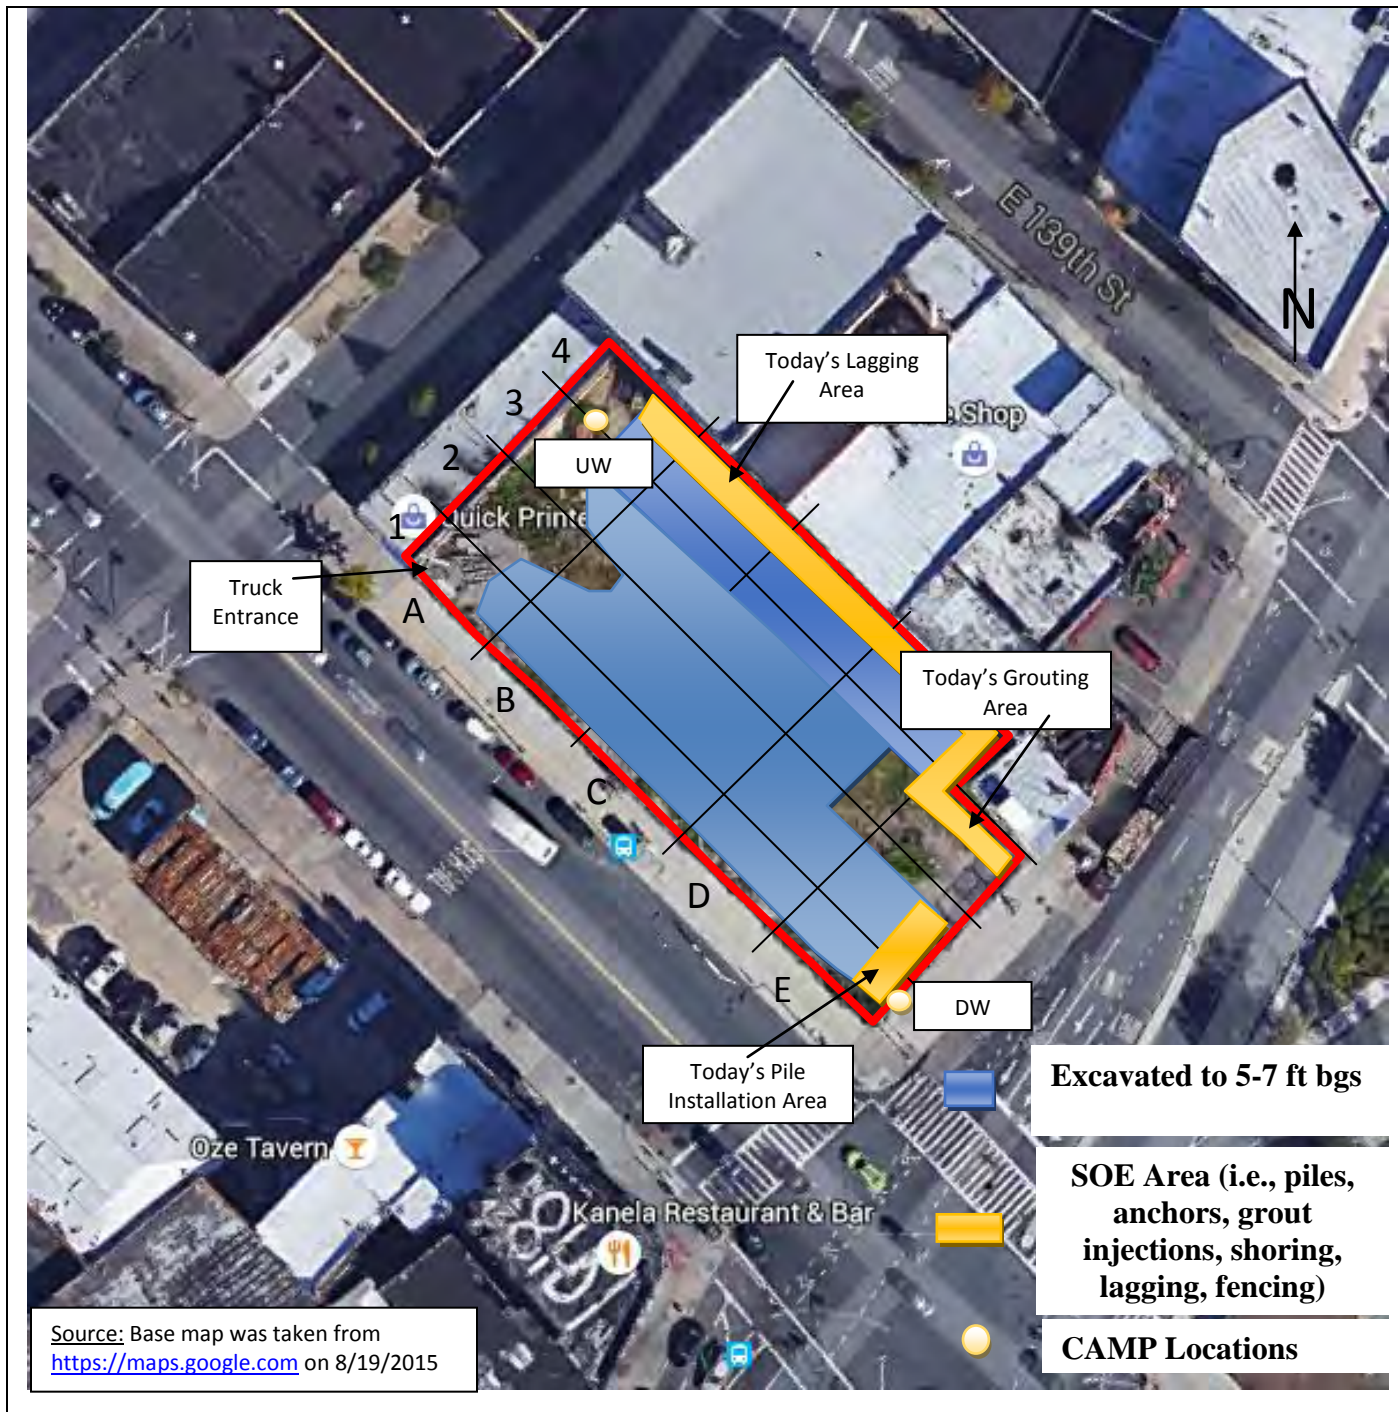 E 139th St
N
4
3
2
1
Today's Lagging
Area
Shop
UW
Quick Printe
Truck
Entrance
A
B
C
D
E
Today's Grouting
Area
DW
Today's Pile
Installation Area
Excavated to 5-7 ft bgs
SOE Area (i.e., piles,
anchors, grout
injections, shoring,
lagging, fencing)
CAMP Locations
Oze Tavern
Kanela Restaurant & Bar
Source: Base map was taken from
https://maps.google.com on 8/19/2015